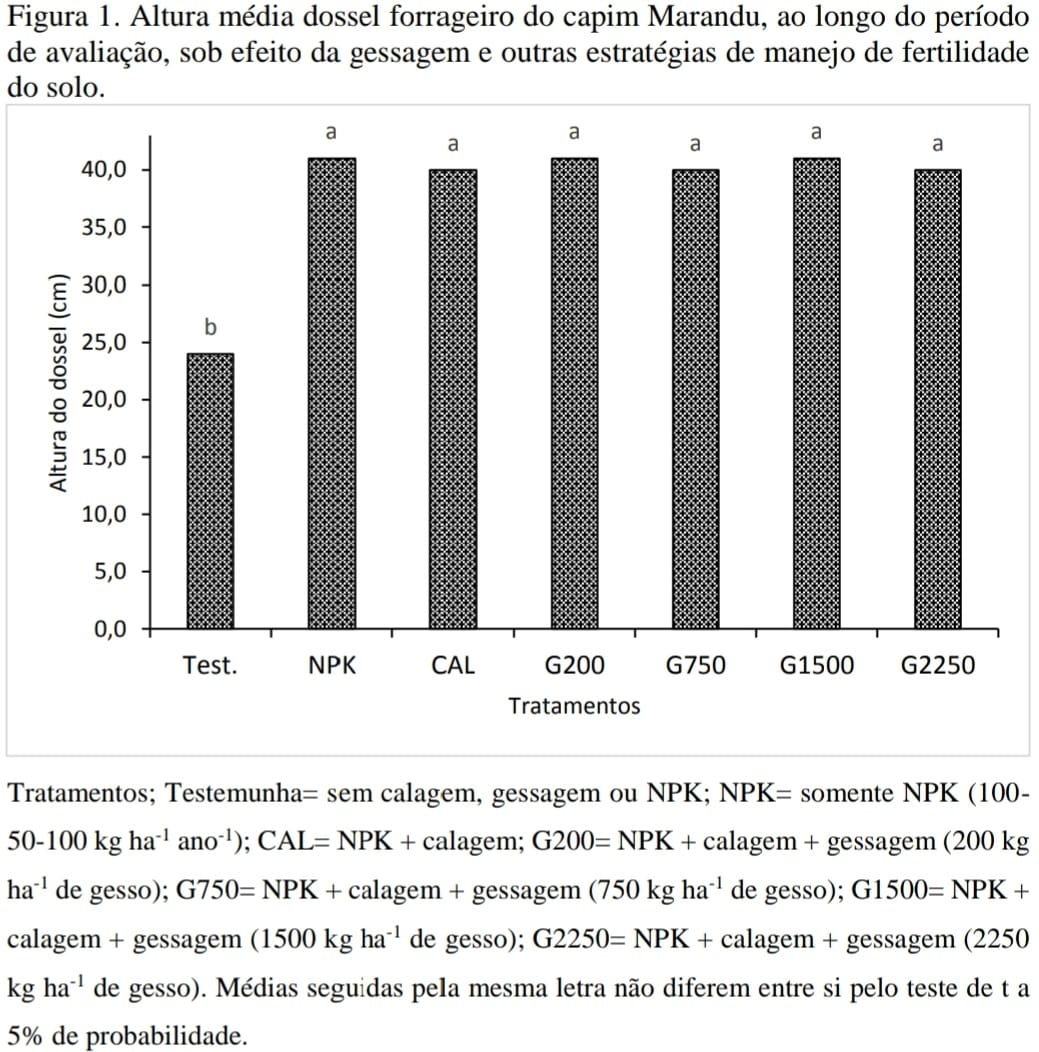 Figura 1. Altura média dossel forrageiro do capim Marandu, ao longo do período
de avaliação, sob efeito da gessagem e outras estratégias de manejo de fertilidade
do solo.
a
a
a
a
a
a
40,0
35,0
30,0
b
25,0
20,0
15,0
10,0
5,0
0,0
Altura do dossel (cm)
Test. NPK CAL G200 G750 G1500 G2250
Tratamentos
Tratamentos; Testemunha= sem calagem, gessagem ou NPK; NPK= somente NPK (100-
50-100 kg ha⁻¹ ano⁻¹); CAL= NPK + calagem; G200= NPK + calagem + gessagem (200 kg
ha⁻¹ de gesso); G750= NPK + calagem + gessagem (750 kg ha⁻¹ de gesso); G1500= NPK +
calagem + gessagem (1500 kg ha⁻¹ de gesso); G2250= NPK + calagem + gessagem (2250
kg ha⁻¹ de gesso). Médias seguidas pela mesma letra não diferem entre si pelo teste de t a
5% de probabilidade.